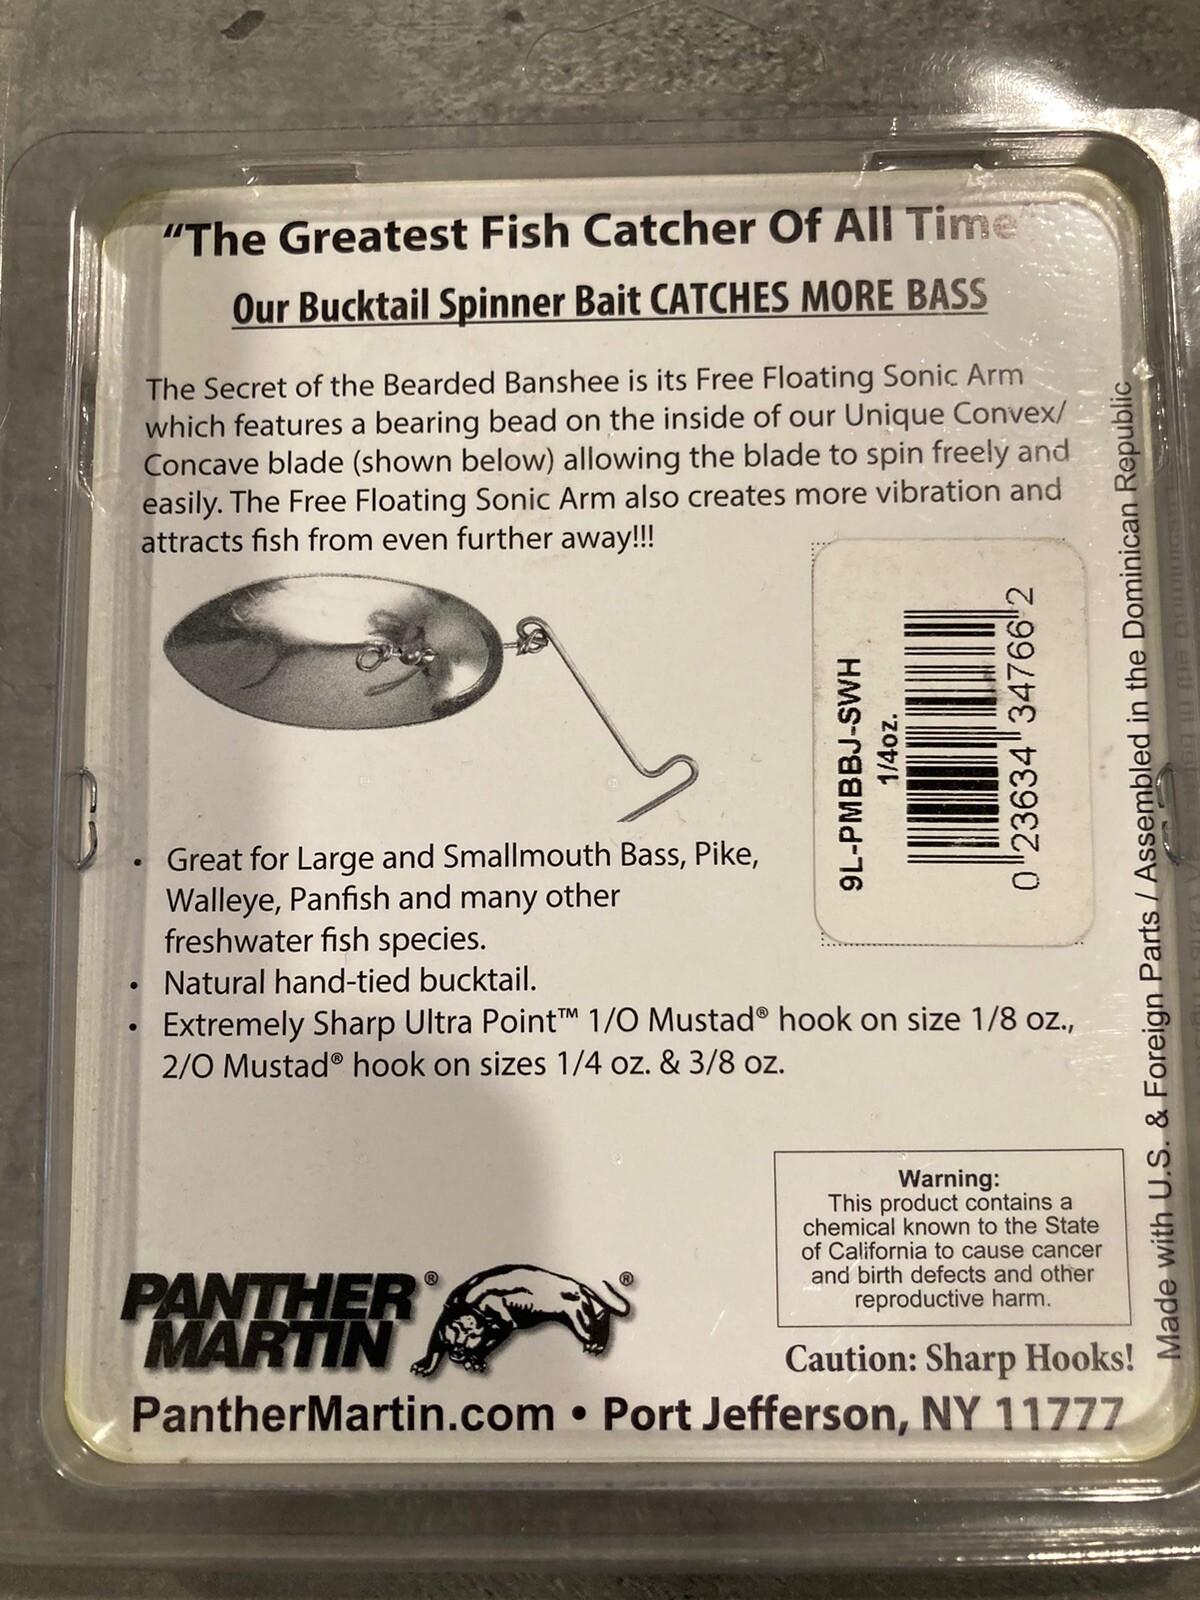 “The Greatest Fish Catcher Of All Time”
Our Bucktail Spinner Bait CATCHES MORE BASS
The Secret of the Bearded Banshee is its Free Floating Sonic Arm
which features a bearing bead on the inside of our Unique Convex/
Concave blade (shown below) allowing the blade to spin freely and
easily. The Free Floating Sonic Arm also creates more vibration and
attracts fish from even further away!!!
9L-PMBBJ-SWH
1/4oz.
0 23634 34766 2
• Great for Large and Smallmouth Bass, Pike,
Walleye, Panfish and many other
freshwater fish species.
• Natural hand-tied bucktail.
• Extremely Sharp Ultra Point™ 1/O Mustad® hook on size 1/8 oz.,
2/O Mustad® hook on sizes 1/4 oz. & 3/8 oz.
Made with U.S. & Foreign Parts / Assembled in the Dominican Republic
Warning:
This product contains a
chemical known to the State
of California to cause cancer
and birth defects and other
reproductive harm.
Caution: Sharp Hooks!
PANTHER® ®
MARTIN
PantherMartin.com • Port Jefferson, NY 11777